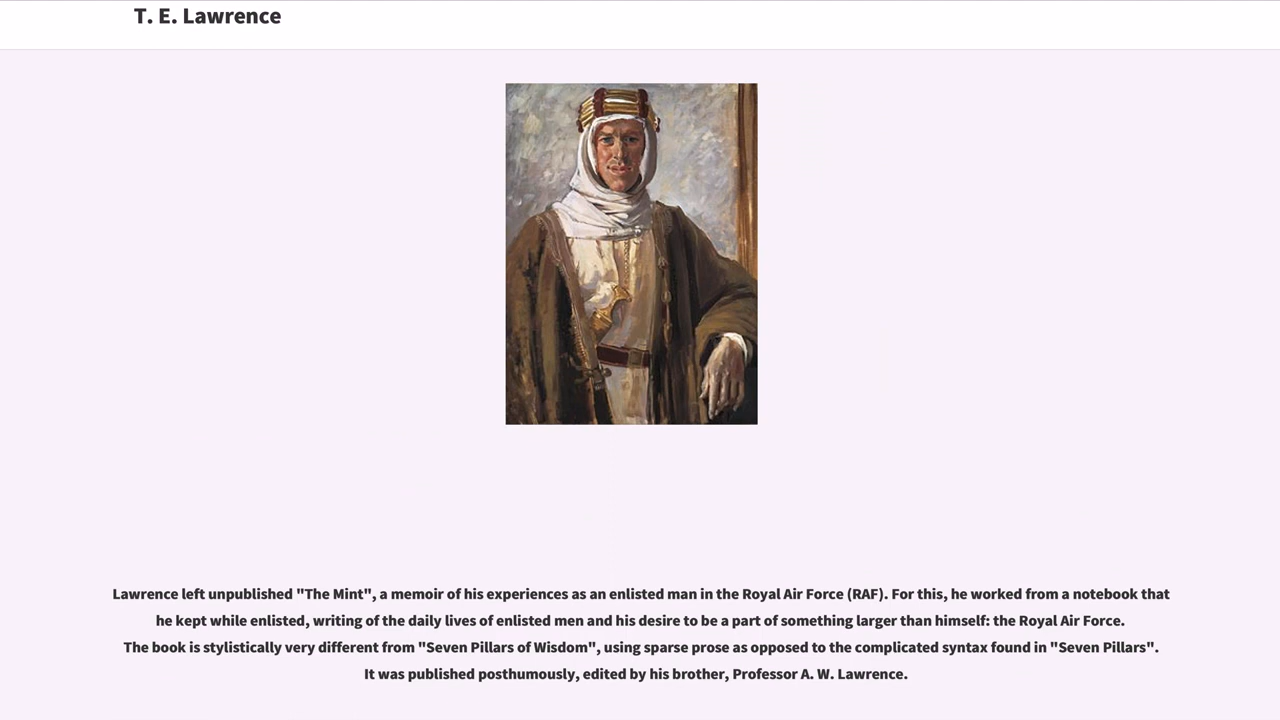 T. E. Lawrence
Lawrence left unpublished "The Mint", a memoir of his experiences as an enlisted man in the Royal Air Force (RAF). For this, he worked from a notebook that
he kept while enlisted, writing of the daily lives of enlisted men and his desire to be a part of something larger than himself: the Royal Air Force.
The book is stylistically very different from "Seven Pillars of Wisdom", using sparse prose as opposed to the complicated syntax found in "Seven Pillars".
It was published posthumously, edited by his brother, Professor A. W. Lawrence.